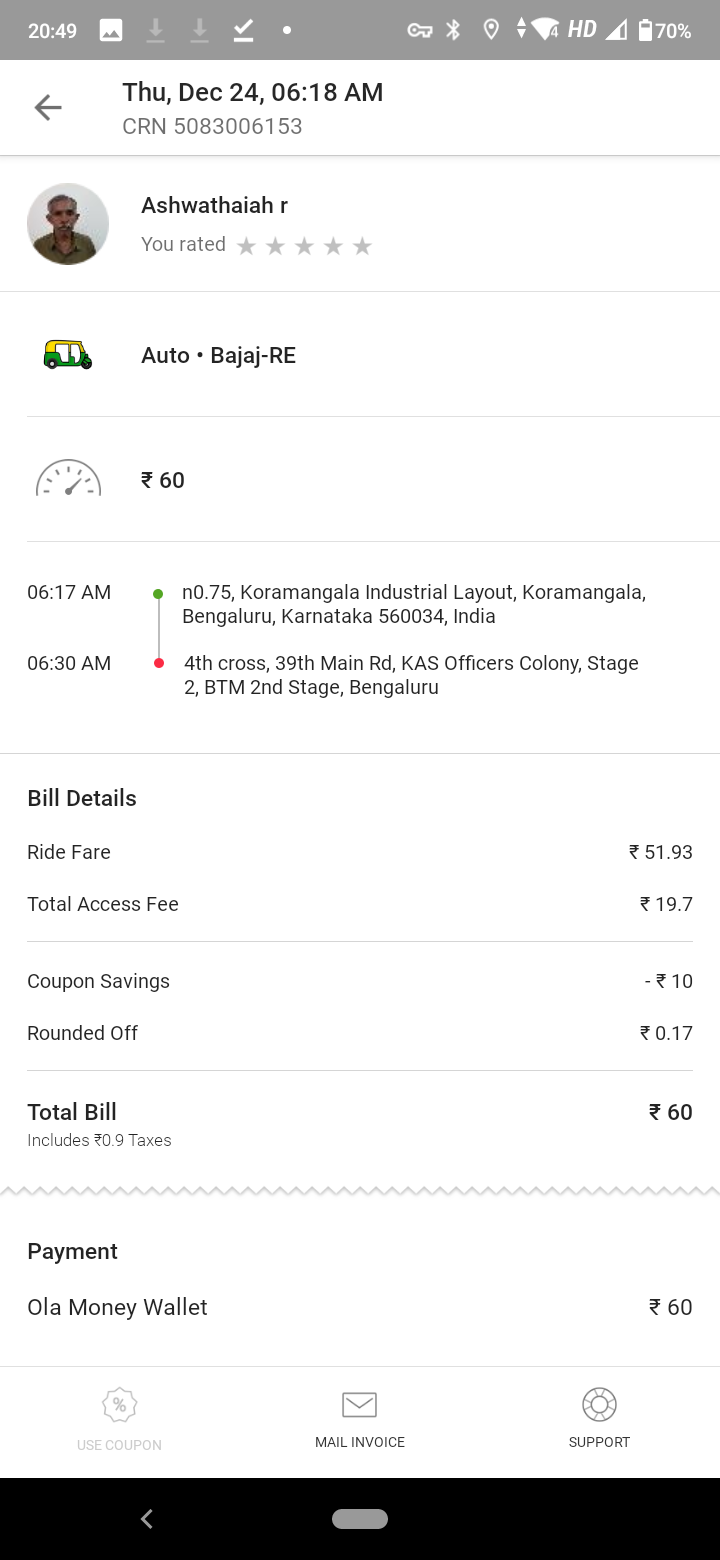 20:49
4 HD 70%
Thu, Dec 24, 06:18 AM
CRN 5083006153
Ashwathaiah r
You rated
Auto • Bajaj-RE
₹ 60
06:17 AM
n0.75, Koramangala Industrial Layout, Koramangala,
Bengaluru, Karnataka 560034, India
06:30 AM
4th cross, 39th Main Rd, KAS Officers Colony, Stage
2, BTM 2nd Stage, Bengaluru
Bill Details
Ride Fare ₹ 51.93
Total Access Fee ₹ 19.7
Coupon Savings - ₹ 10
Rounded Off ₹ 0.17
Total Bill ₹ 60
Includes ₹0.9 Taxes
Payment
Ola Money Wallet ₹ 60
%
USE COUPON MAIL INVOICE SUPPORT